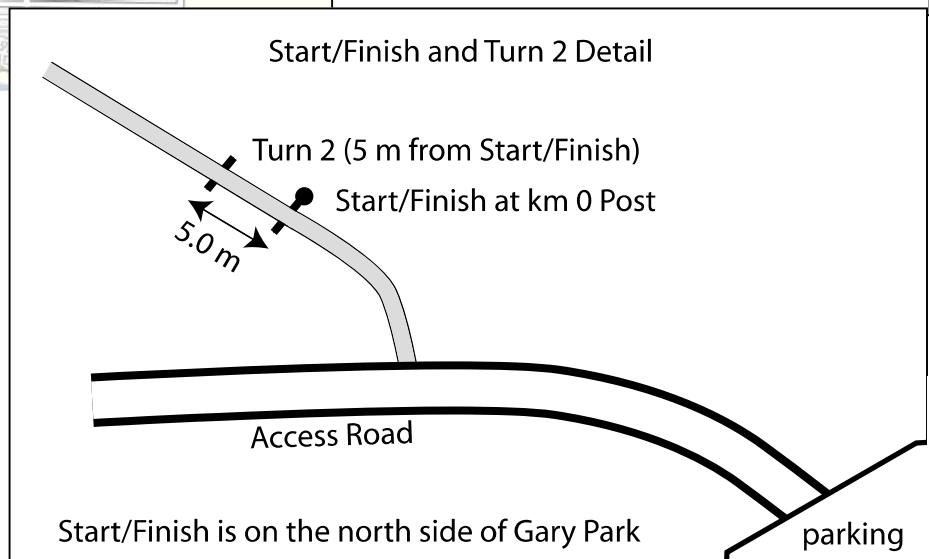 Start/Finish and Turn 2 Detail
Turn 2 (5 m from Start/Finish)
Start/Finish at km 0 Post
5.0 m
Access Road
Start/Finish is on the north side of Gary Park
parking